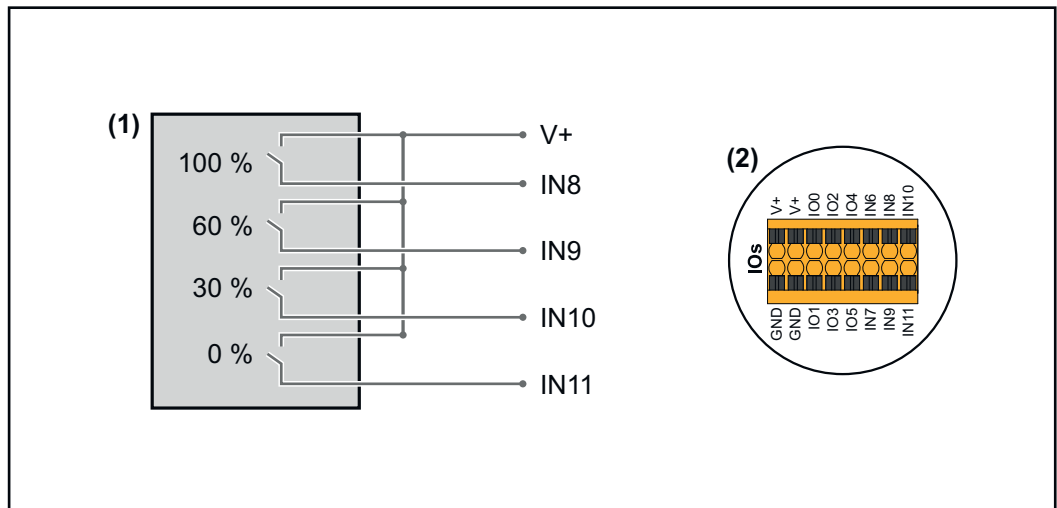 (1)
100 %
60 %
30 %
0 %
V+
IN8
IN9
IN10
IN11
(2)
IOs
V+ V+ IO0 IO2 IO4 IN6 IN8 IN10
GND GND IO1 IO3 IO5 IN7 IN9 IN11